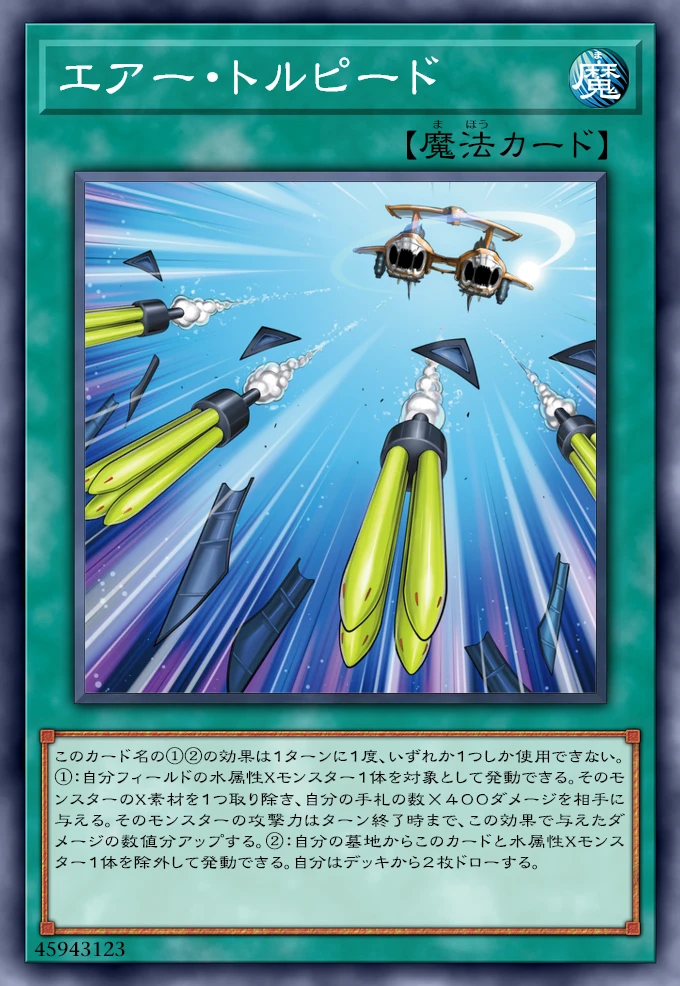 エアー・トルピード
魔
ま
ま ほう
【魔法カード】
このカード名の①②の効果は1ターンに1度、いずれか1つしか使用できない。
①:自分フィールドの水属性Xモンスター1体を対象として発動できる。そのモ
ンスターのX素材を1つ取り除き、自分の手札の数×400ダメージを相手に
与える。そのモンスターの攻撃力はターン終了時まで、この効果で与えたダ
メージの数値分アップする。②:自分の墓地からこのカードと水属性Xモンス
ター1体を除外して発動できる。自分はデッキから2枚ドローする。
45943123